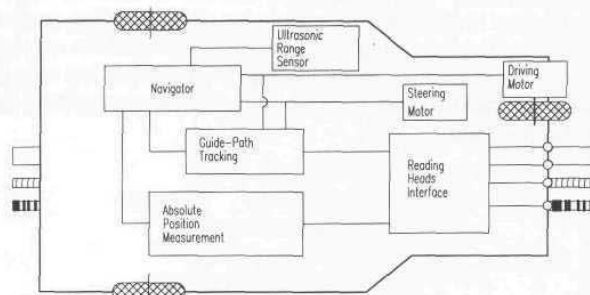 Ultrasonic
Range
Sensor
Navigator
Driving
Motor
Steering
Motor
Guide-Path
Tracking
Reading
Heads
Interface
Absolute
Position
Measurement